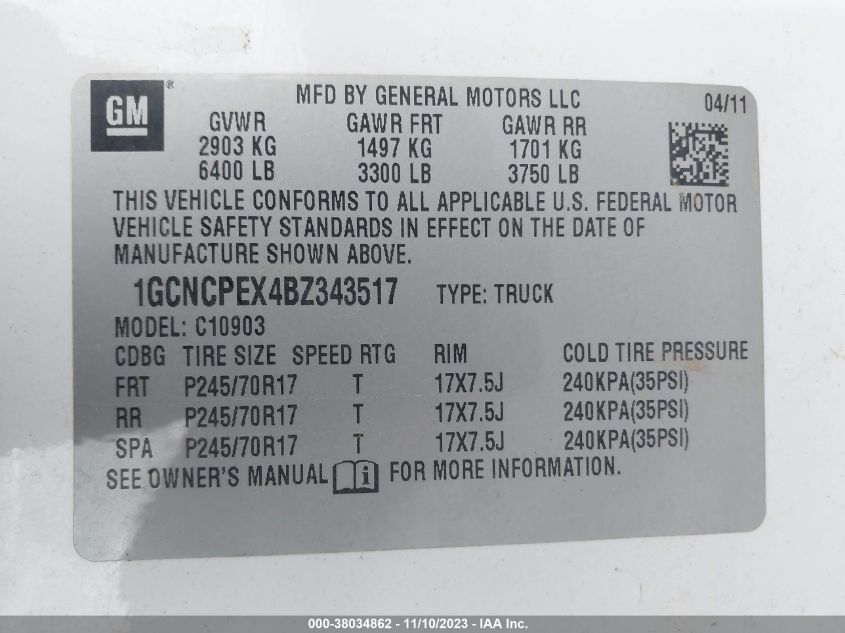 GM ®
MFD BY GENERAL MOTORS LLC 04/11
GVWR GAWR FRT GAWR RR
2903 KG 1497 KG 1701 KG
6400 LB 3300 LB 3750 LB
THIS VEHICLE CONFORMS TO ALL APPLICABLE U.S. FEDERAL MOTOR
VEHICLE SAFETY STANDARDS IN EFFECT ON THE DATE OF
MANUFACTURE SHOWN ABOVE.
1GCNCPEX4BZ343517 TYPE: TRUCK
MODEL: C10903
CDBG TIRE SIZE SPEED RTG RIM COLD TIRE PRESSURE
FRT P245/70R17 T 17X7.5J 240KPA(35PSI)
RR P245/70R17 T 17X7.5J 240KPA(35PSI)
SPA P245/70R17 T 17X7.5J 240KPA(35PSI)
SEE OWNER'S MANUAL i FOR MORE INFORMATION.
000-38034862 - 11/10/2023 - IAA Inc.